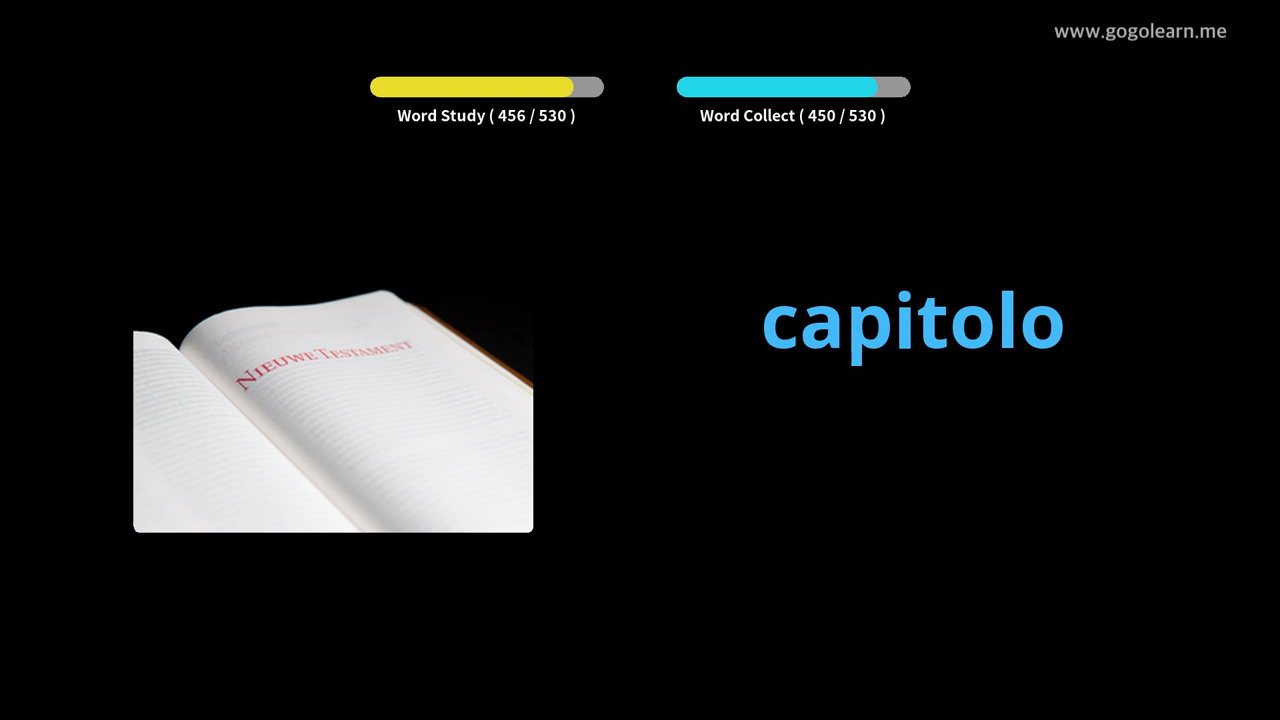 www.gogolearn.me
Word Study ( 456 / 530 )
Word Collect ( 450 / 530 )
capitolo
NIEUWE TESTAMENT